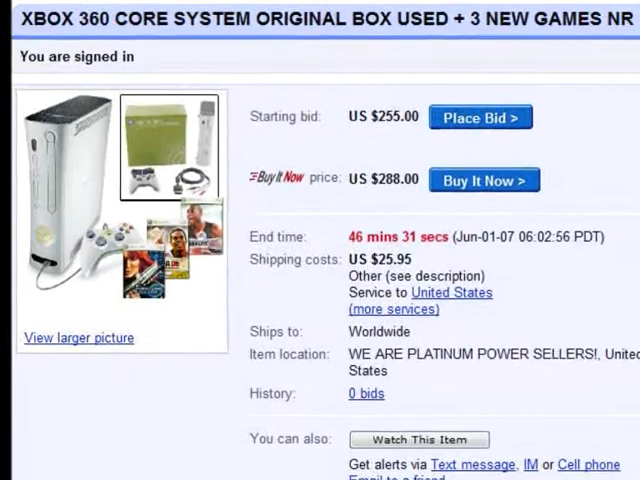 XBOX 360 CORE SYSTEM ORIGINAL BOX USED + 3 NEW GAMES NR
You are signed in
Starting bid: US $255.00 Place Bid >
Buy It Now price: US $288.00 Buy It Now >
End time: 46 mins 31 secs (Jun-01-07 06:02:56 PDT)
Shipping costs: US $25.95
Other (see description)
Service to United States
(more services)
View larger picture
Ships to: Worldwide
Item location: WE ARE PLATINUM POWER SELLERS!, Unitec
States
History: 0 bids
You can also: Watch This Item
Get alerts via Text message, IM or Cell phone
Email to a friend